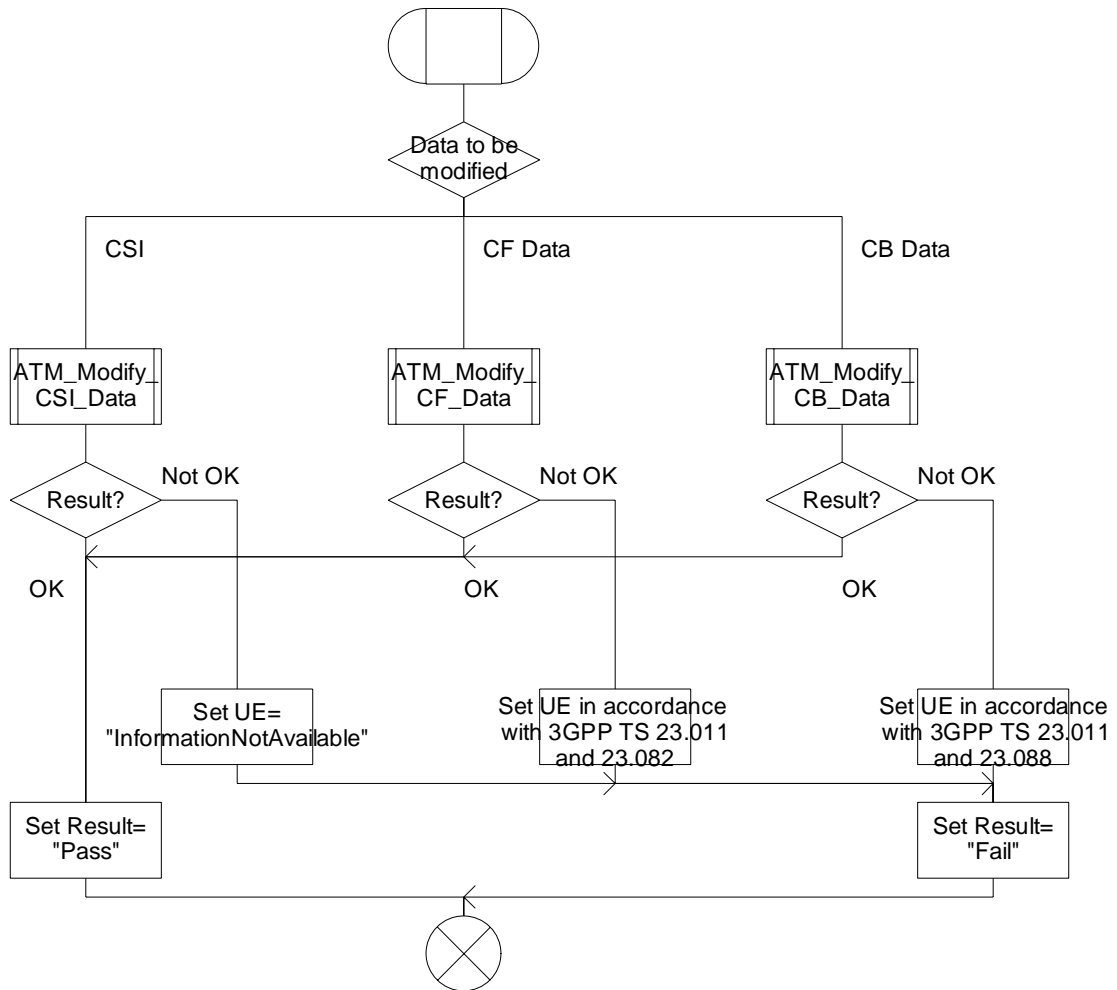 Data to be
modified
CSI
CF Data
CB Data
ATM_Modify_
CSI_Data
ATM_Modify_
CF_Data
ATM_Modify_
CB_Data
Result?
Not OK
Result?
Not OK
Result?
Not OK
OK
OK
OK
Set UE=
"InformationNotAvailable"
Set UE in accordance
with 3GPP TS 23.011
and 23.082
Set UE in accordance
with 3GPP TS 23.011
and 23.088
Set Result=
"Pass"
Set Result=
"Fail"